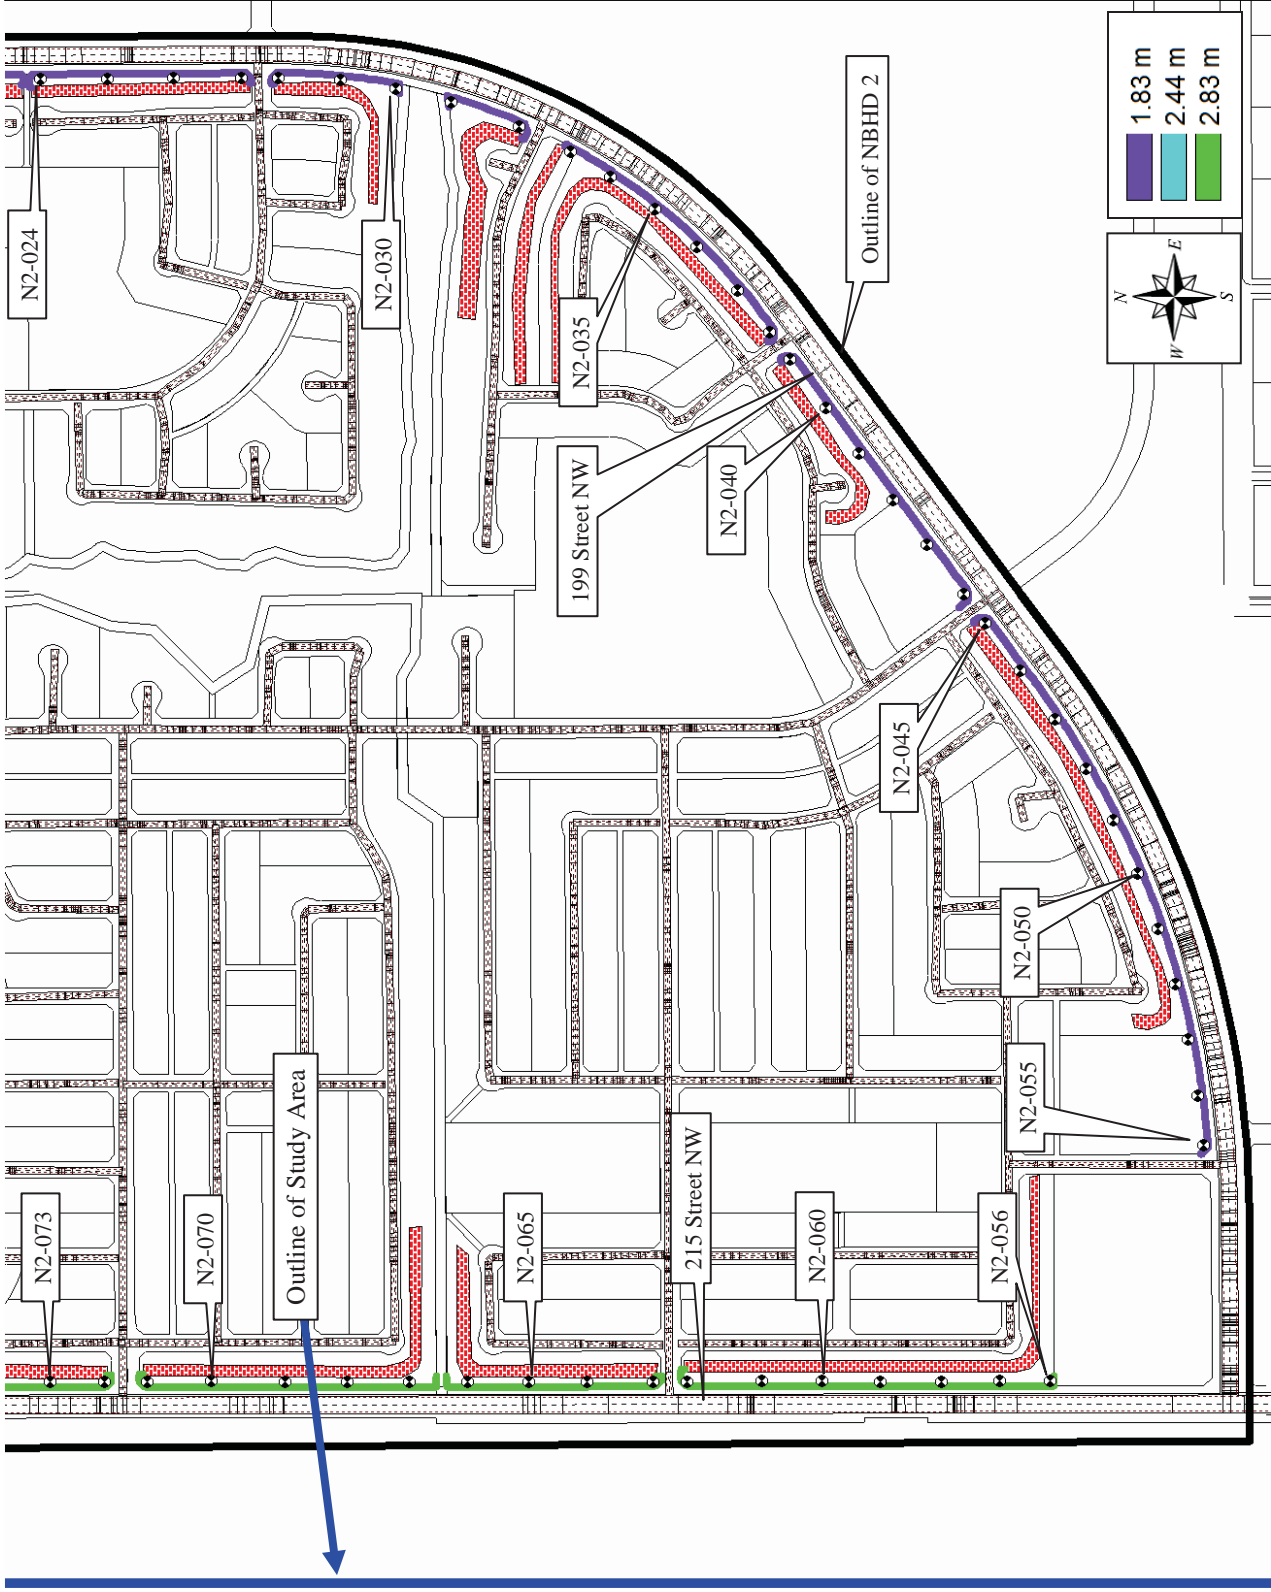 N2-024
N2-030
N2-035
199 Street NW
N2-040
Outline of NBHD 2
1.83 m
2.44 m
2.83 m
N
E
S
W
N2-045
N2-050
N2-055
Outline of Study Area
N2-073
N2-070
N2-065
215 Street NW
N2-060
N2-056